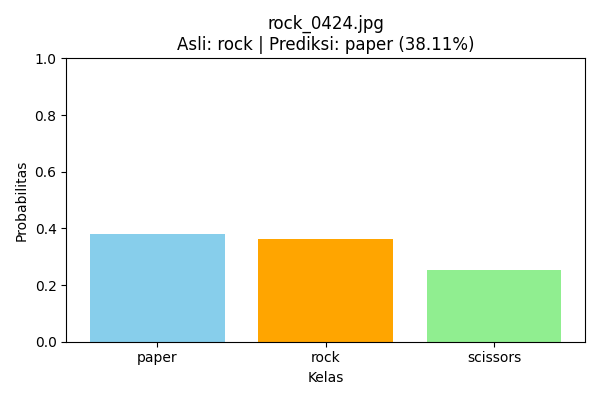 rock_0424.jpg
Asli: rock | Prediksi: paper (38.11%)
1.0
0.8
0.6
0.4
0.2
0.0
Probabilitas
paper rock scissors
Kelas